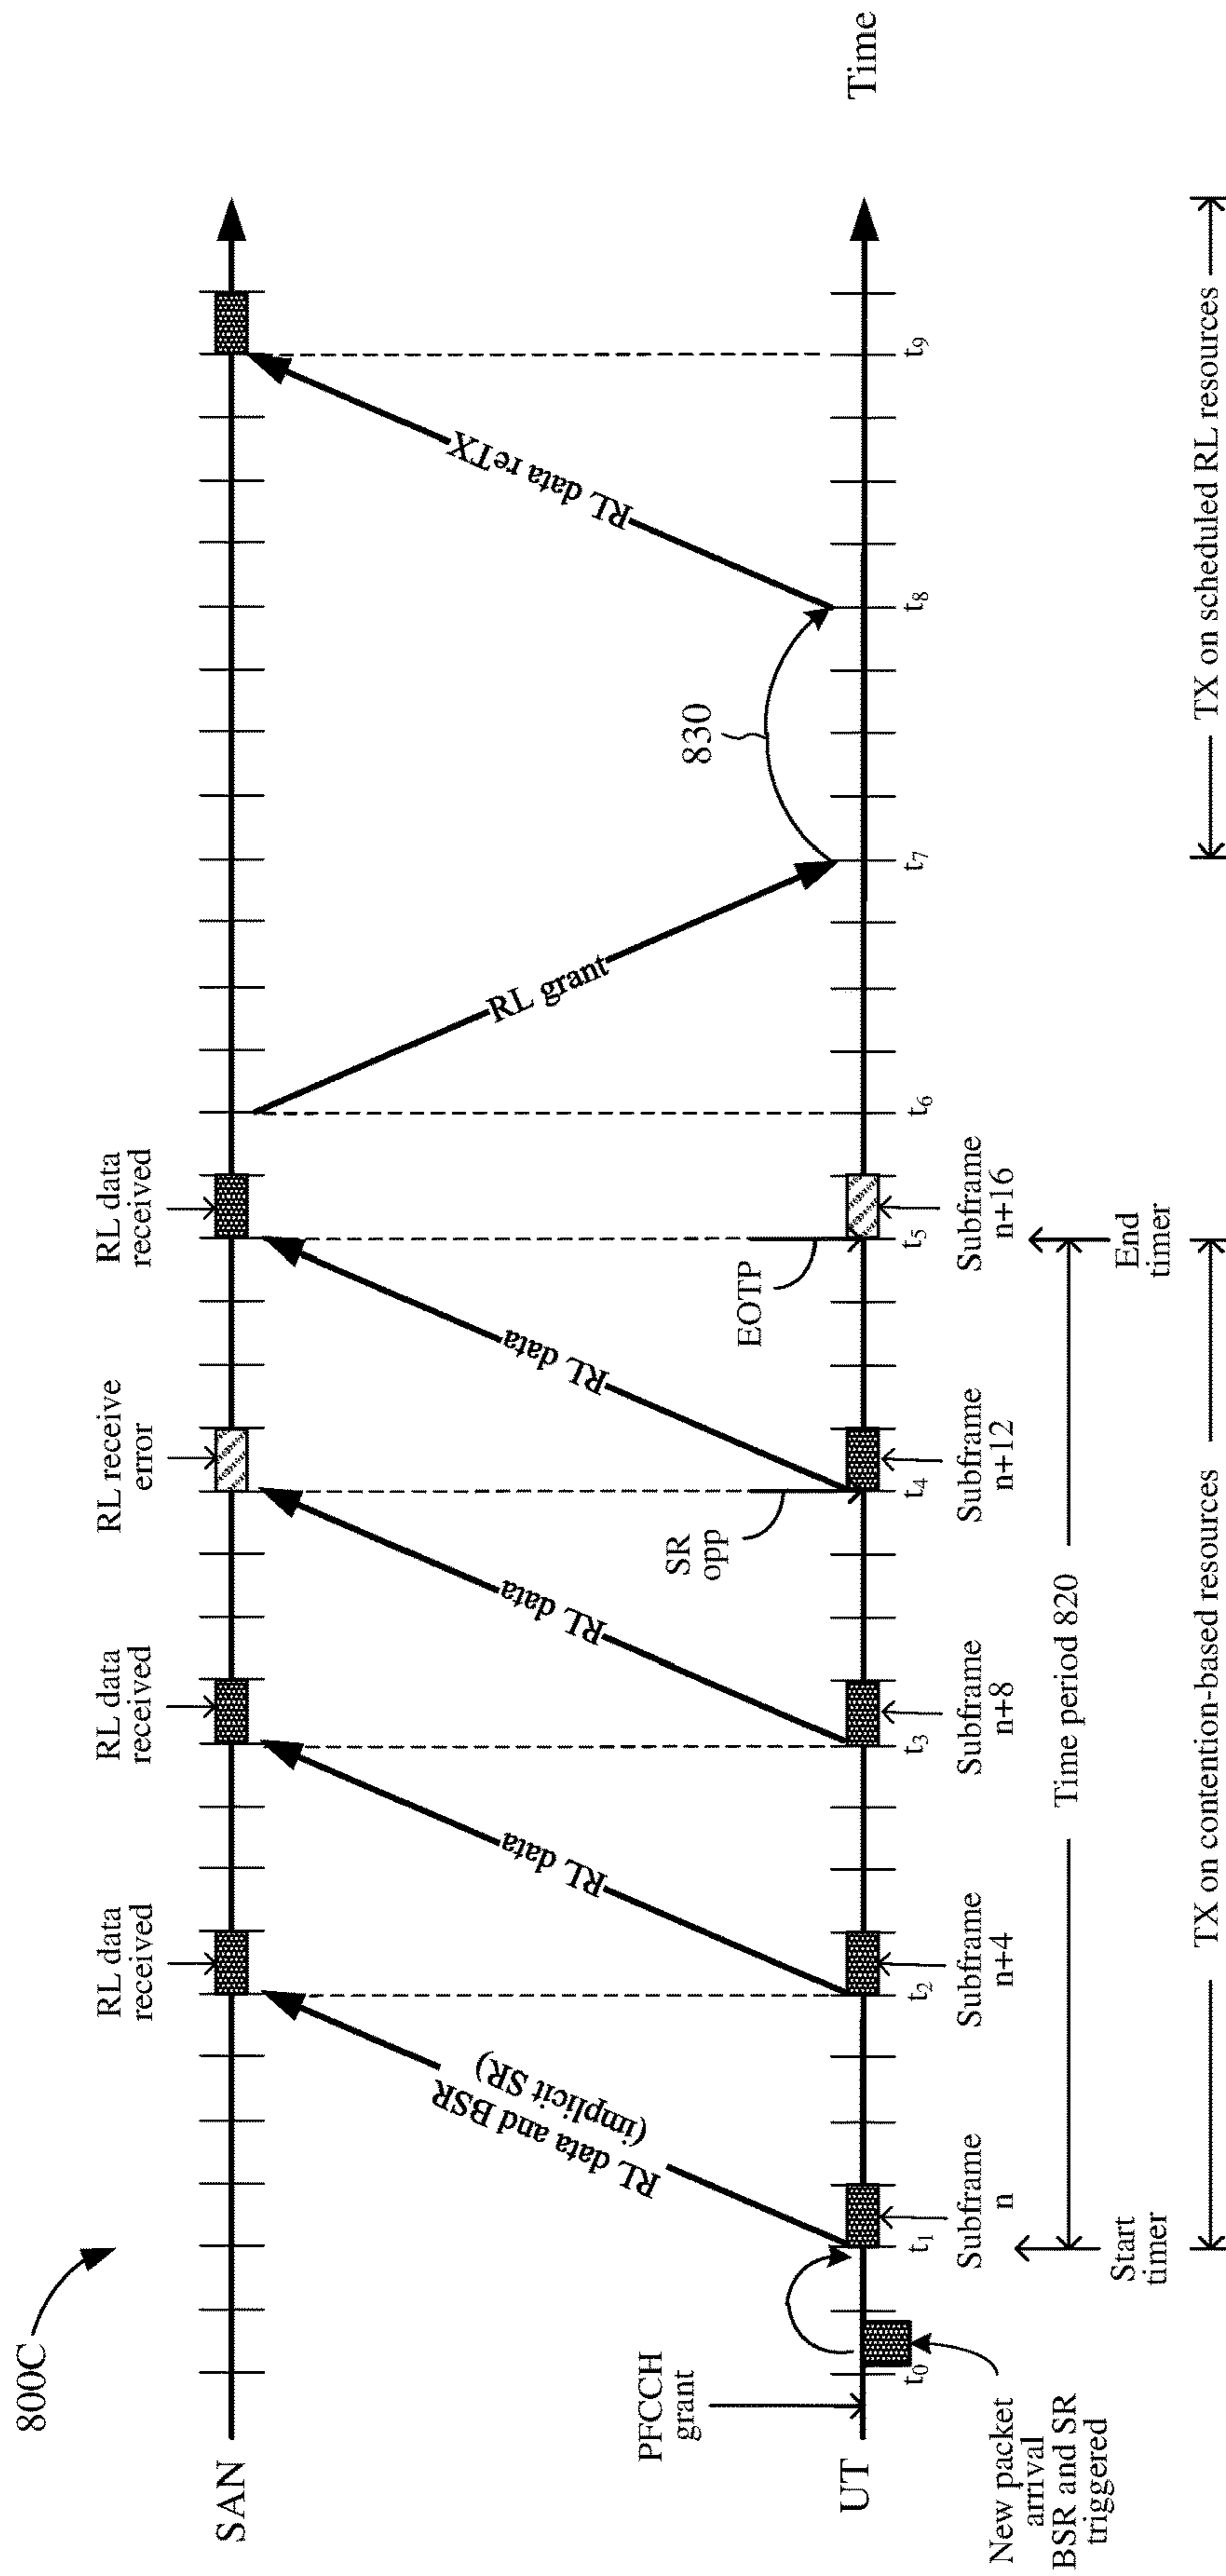 800C
SAN
RL data
received
RL data
received
RL receive
error
RL data
received
RL data and BSR
(implicit SR)
RL data
RL data
RL data
RL grant
RL data reTX
830
PFCCH
grant
SR
opp
EOTP
UT
Time
t0
t1
t2
t3
t4
t5
t6
t7
t8
t9
New packet
arrival
BSR and SR
triggered
Subframe
n
Subframe
n+4
Subframe
n+8
Subframe
n+12
Subframe
n+16
Start
timer
Time period 820
End
timer
TX on contention-based resources
TX on scheduled RL resources